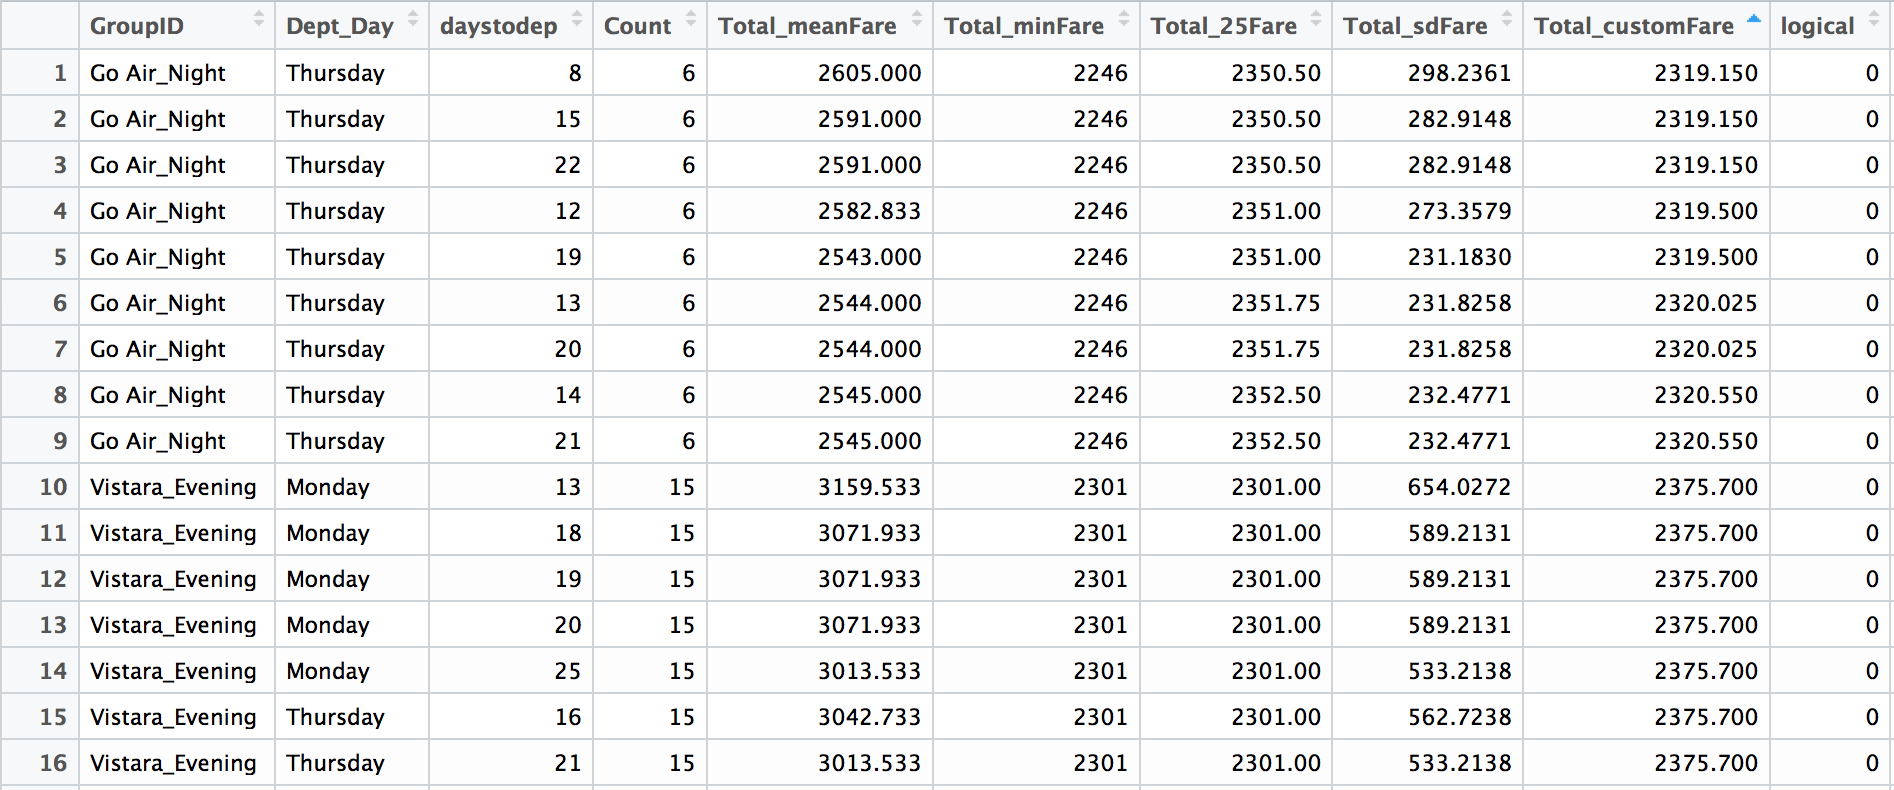 GroupID Dept_Day daystodep Count Total_meanFare Total_minFare Total_25Fare Total_sdFare Total_customFare logical
1 Go Air_Night Thursday 8 6 2605.000 2246 2350.50 298.2361 2319.150 0
2 Go Air_Night Thursday 15 6 2591.000 2246 2350.50 282.9148 2319.150 0
3 Go Air_Night Thursday 22 6 2591.000 2246 2350.50 282.9148 2319.150 0
4 Go Air_Night Thursday 12 6 2582.833 2246 2351.00 273.3579 2319.500 0
5 Go Air_Night Thursday 19 6 2543.000 2246 2351.00 231.1830 2319.500 0
6 Go Air_Night Thursday 13 6 2544.000 2246 2351.75 231.8258 2320.025 0
7 Go Air_Night Thursday 20 6 2544.000 2246 2351.75 231.8258 2320.025 0
8 Go Air_Night Thursday 14 6 2545.000 2246 2352.50 232.4771 2320.550 0
9 Go Air_Night Thursday 21 6 2545.000 2246 2352.50 232.4771 2320.550 0
10 Vistara_Evening Monday 13 15 3159.533 2301 2301.00 654.0272 2375.700 0
11 Vistara_Evening Monday 18 15 3071.933 2301 2301.00 589.2131 2375.700 0
12 Vistara_Evening Monday 19 15 3071.933 2301 2301.00 589.2131 2375.700 0
13 Vistara_Evening Monday 20 15 3071.933 2301 2301.00 589.2131 2375.700 0
14 Vistara_Evening Monday 25 15 3013.533 2301 2301.00 533.2138 2375.700 0
15 Vistara_Evening Thursday 16 15 3042.733 2301 2301.00 562.7238 2375.700 0
16 Vistara_Evening Thursday 21 15 3013.533 2301 2301.00 533.2138 2375.700 0